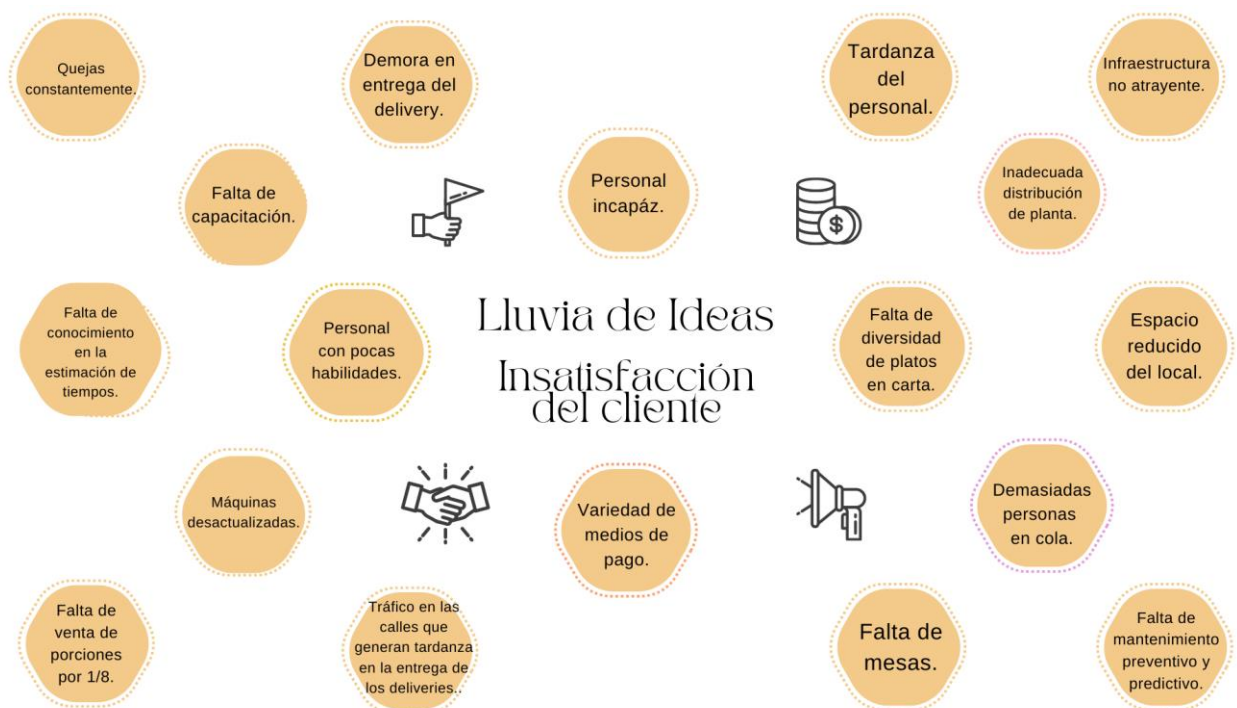 Quejas
constantemente.
Demora en
entrega del
delivery.
Tardanza
del
personal.
Infraestructura
no atrayente.
Falta de
capacitación.
Personal
incapáz.
Inadecuada
distribución
de planta.
$
Falta de
conocimiento
en la
estimación de
tiempos.
Personal
con pocas
habilidades.
Lluvia de Ideas
Insatisfacción
del cliente
Falta de
diversidad
de platos
en carta.
Espacio
reducido
del local.
Máquinas
desactualizadas.
Variedad de
medios de
pago.
Demasiadas
personas
en cola.
Falta de
venta de
porciones
por 1/8.
Tráfico en las
calles que
generan tardanza
en la entrega de
los deliveries..
Falta de
mesas.
Falta de
mantenimiento
preventivo y
predictivo.